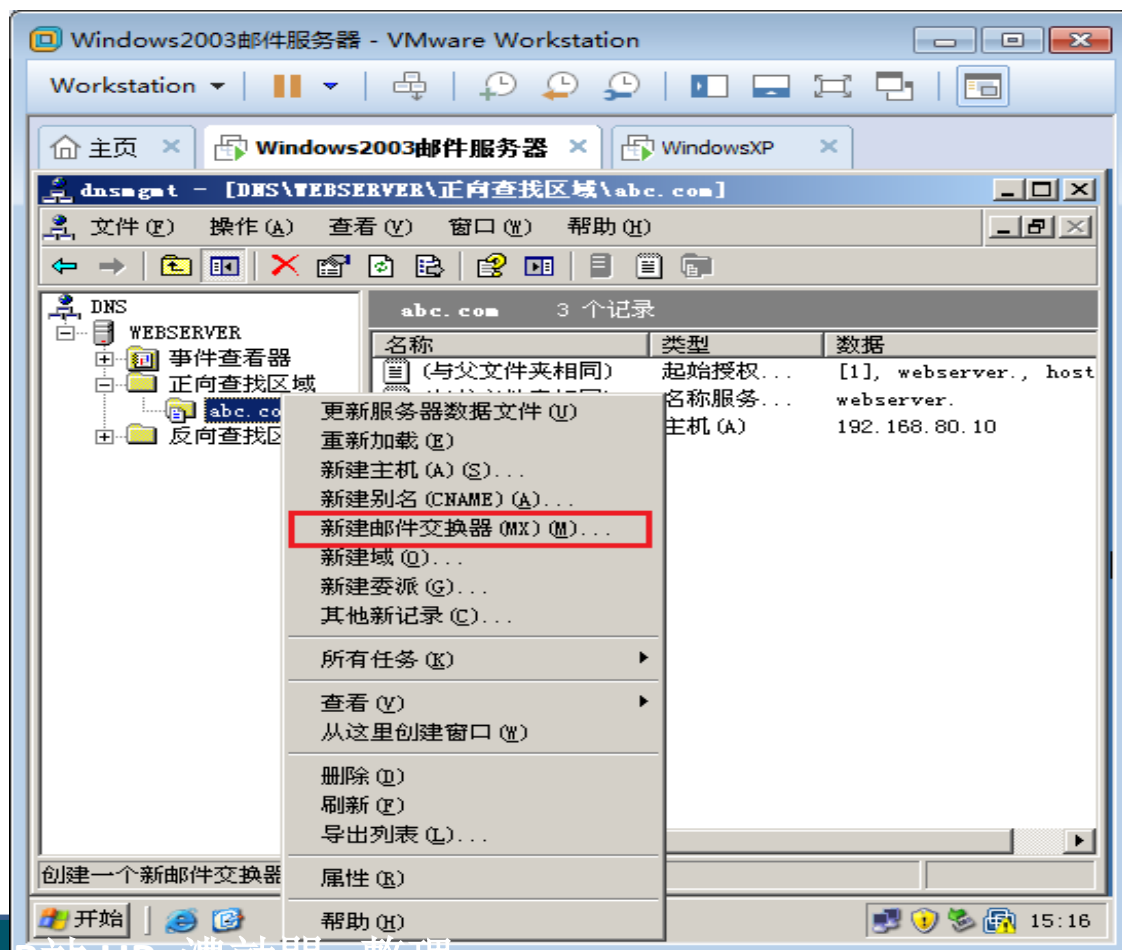 Windows2003邮件服务器 - VMware Workstation
Workstation
主页 Windows2003邮件服务器 WindowsXP
dnsmgmt - [DNS\WEBSERVER\正向查找区域\abc.com]
文件(F) 操作(A) 查看(V) 窗口(W) 帮助(H)
DNS
WEBSERVER
事件查看器
正向查找区域
abc.co
反向查找区
abc.com 3 个记录
名称 类型 数据
(与父文件夹相同) 起始授权... [1], webserver., host
名称服务... webserver.
主机(A) 192.168.80.10
更新服务器数据文件(U)
重新加载(E)
新建主机(A)(S)...
新建别名(CNAME)(A)...
新建邮件交换器(MX)(M)...
新建域(O)...
新建委派(G)...
其他新记录(C)...
所有任务(K)
查看(V)
从这里创建窗口(W)
删除(D)
刷新(F)
导出列表(L)...
属性(R)
帮助(H)
创建一个新邮件交换器
开始 15:16